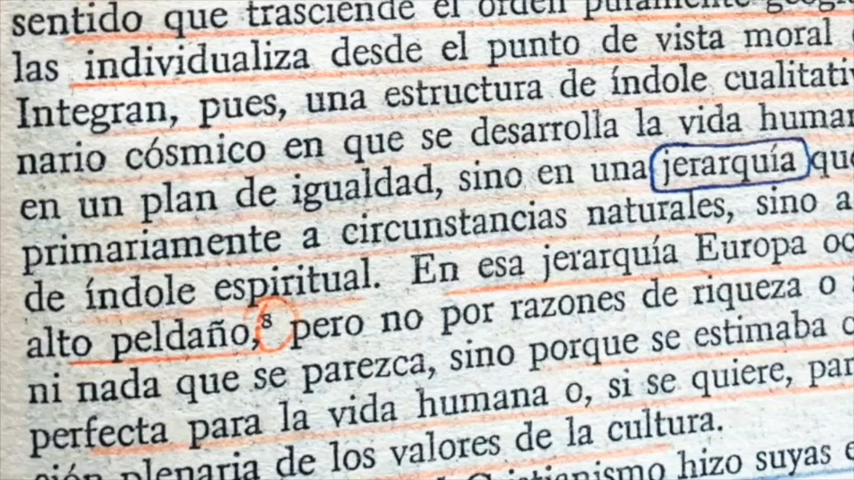 sentido que trasciende el orden puramente
las individualiza desde el punto de vista moral
Integran, pues, una estructura de índole cualitati
nario cósmico en que se desarrolla la vida human
en un plan de igualdad, sino en una jerarquía que
primariamente a circunstancias naturales, sino a
de índole espiritual. En esa jerarquía Europa oc
alto peldaño,⁸ pero no por razones de riqueza o
ni nada que se parezca, sino porque se estimaba
perfecta para la vida humana o, si se quiere, par
ción plenaria de los valores de la cultura.
Cristianismo hizo suyas e